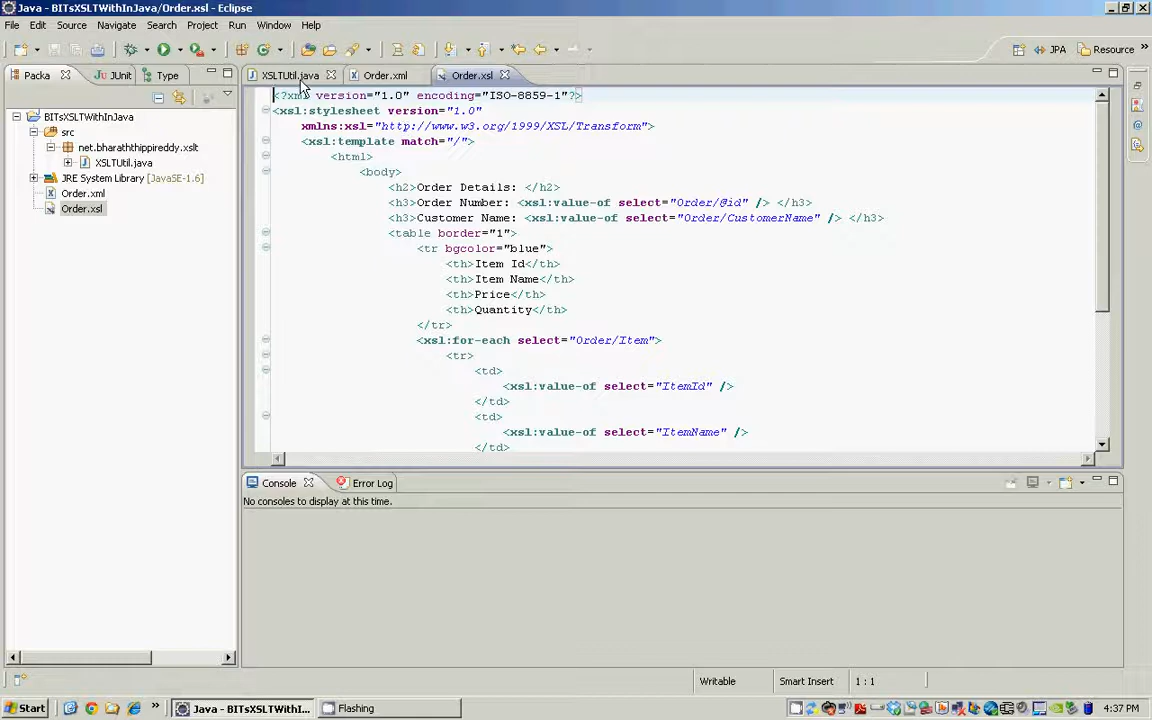 Java - BITsXSLTWithInJava/Order.xsl - Eclipse
File Edit Source Refactor Navigate Search Project Run Window Help
JPA Resource
Packa JUnit Type
XSLTUtil.java Order.xml Order.xsl
BITsXSLTWithInJava
src
net.bharaththippireddy.xslt
XSLTUtil.java
JRE System Library [JavaSE-1.6]
Order.xml
Order.xsl
<?xml version="1.0" encoding="ISO-8859-1"?>
<xsl:stylesheet version="1.0"
xmlns:xsl="http://www.w3.org/1999/XSL/Transform">
<xsl:template match="/">
<html>
<body>
<h2>Order Details: </h2>
<h3>Order Number: <xsl:value-of select="Order/@id" /> </h3>
<h3>Customer Name: <xsl:value-of select="Order/CustomerName" /> </h3>
<table border="1">
<tr bgcolor="blue">
<th>Item Id</th>
<th>Item Name</th>
<th>Price</th>
<th>Quantity</th>
</tr>
<xsl:for-each select="Order/Item">
<tr>
<td>
<xsl:value-of select="ItemId" />
</td>
<td>
<xsl:value-of select="ItemName" />
</td>
Console Error Log
No consoles to display at this time.
Writable Smart Insert 1 : 1
Start Java - BITsXSLTWithI... Flashing 4:37 PM